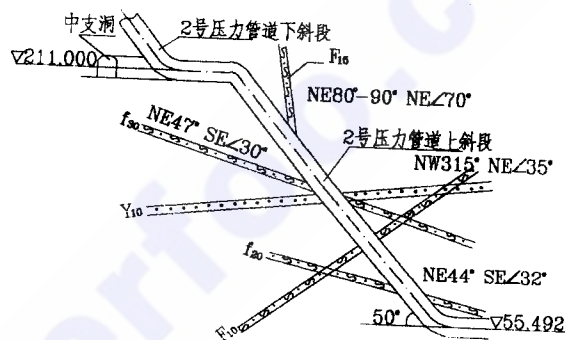 中支洞
2号压力管道下斜段
▽211.000
F₁₅
NE80°-90° NE∠70°
f₃₀
NE47° SE∠30°
2号压力管道上斜段
NW315° NE∠35°
Y₁₀
f₂₀
NE44° SE∠32°
F₁₀
50°
▽55.492